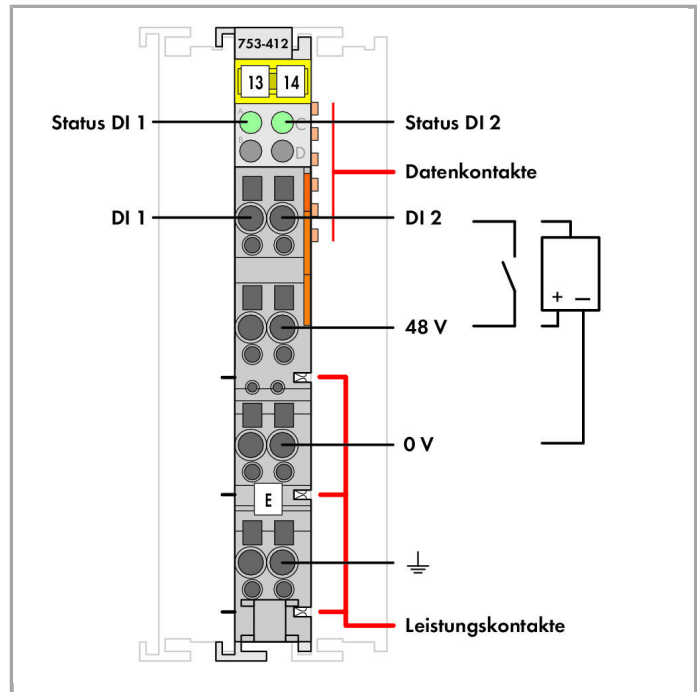 753-412
13 14
A
C
B
D
Status DI 1
Status DI 2
Datenkontakte
DI 1
DI 2
+ −
48 V
0 V
E
Leistungskontakte